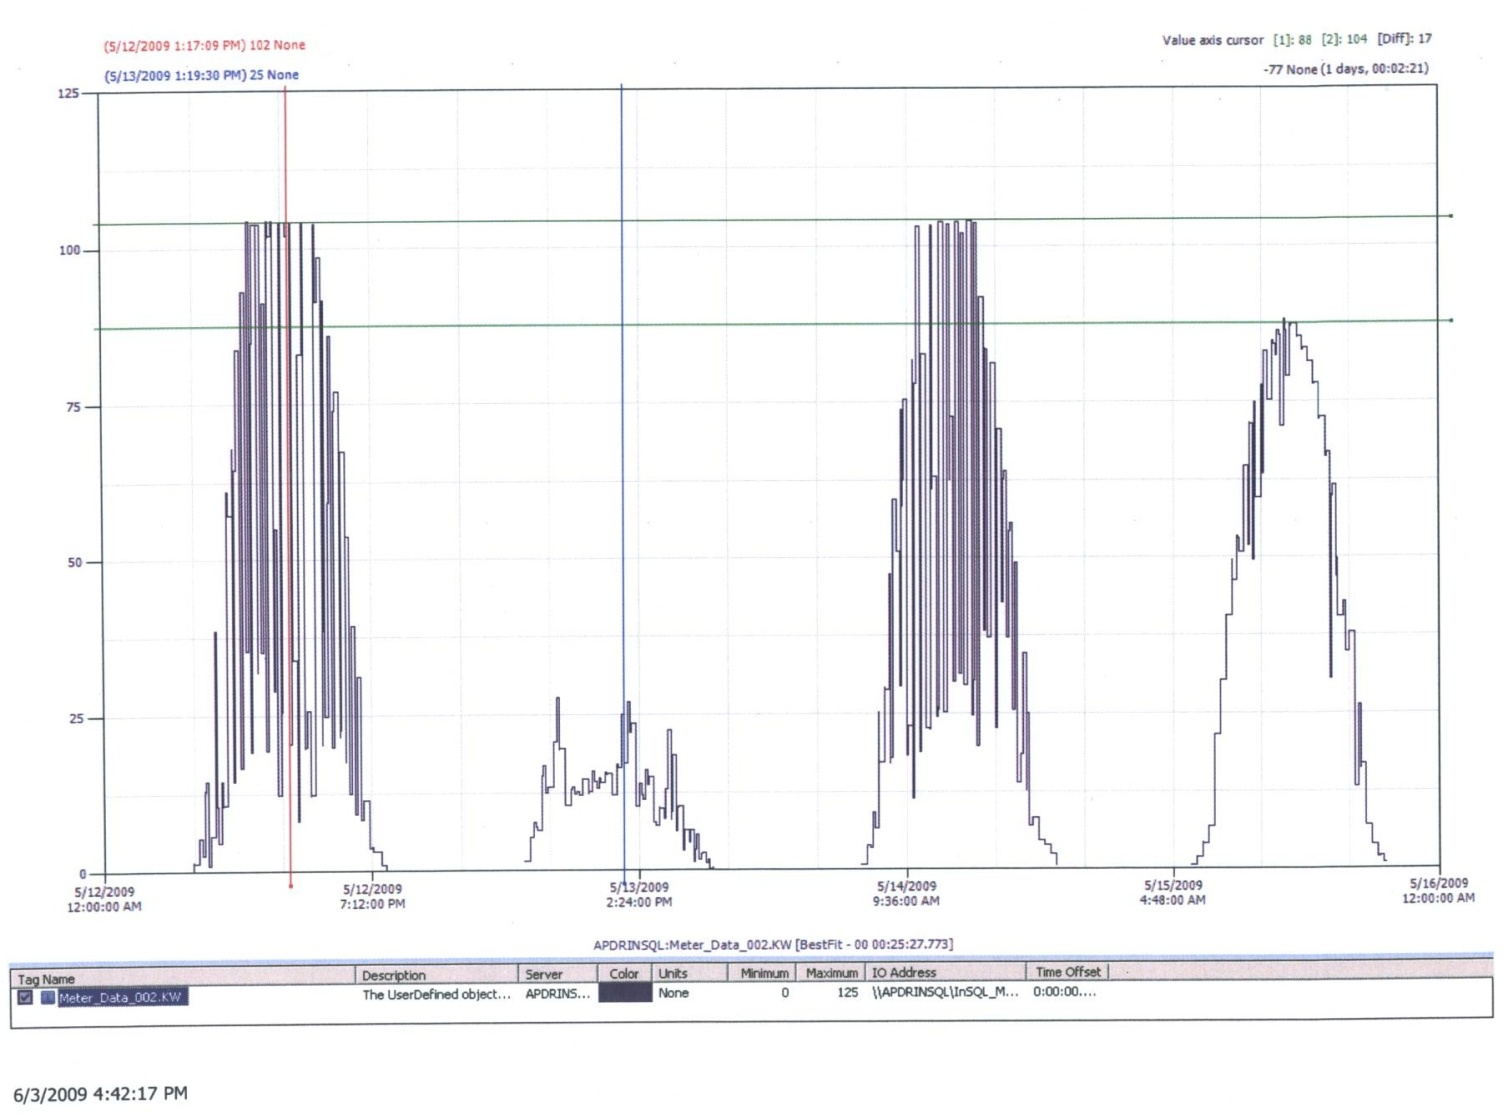 (5/12/2009 1:17:09 PM) 102 None
Value axis cursor [1]: 88 [2]: 104 [Diff]: 17
(5/13/2009 1:19:30 PM) 25 None
-77 None (1 days, 00:02:21)
125
100
75
50
25
0
5/12/2009 5/12/2009 5/13/2009 5/14/2009 5/15/2009 5/16/2009
12:00:00 AM 7:12:00 PM 2:24:00 PM 9:36:00 AM 4:48:00 AM 12:00:00 AM
APDRINSQL:Meter_Data_002.KW [BestFit - 00 00:25:27.773]
Tag Name Description Server Color Units Minimum Maximum IO Address Time Offset
Meter_Data_002.KW The UserDefined object... APDRINS... None 0 125 \\APDRINSQL\InSQL_M... 0:00:00....
6/3/2009 4:42:17 PM